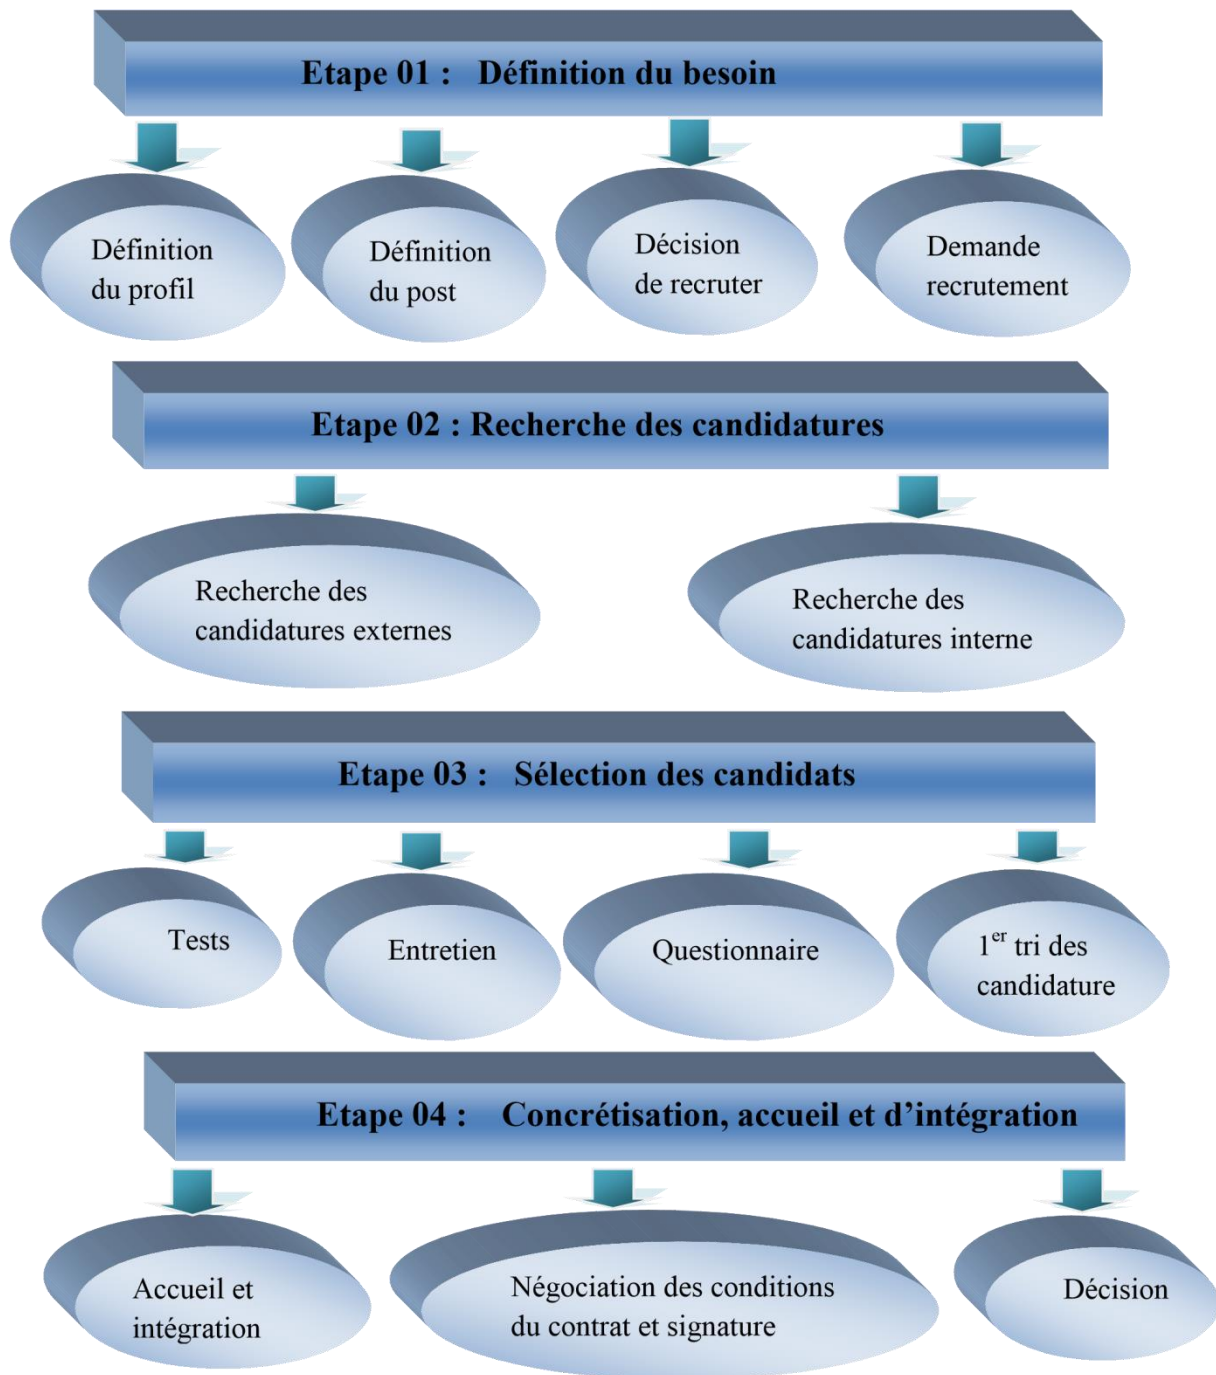 Etape 01 : Définition du besoin
Définition
du profil
Définition
du post
Décision
de recruter
Demande
recrutement
Etape 02 : Recherche des candidatures
Recherche des
candidatures externes
Recherche des
candidatures interne
Etape 03 : Sélection des candidats
Tests
Entretien
Questionnaire
1er tri des
candidature
Etape 04 : Concrétisation, accueil et d’intégration
Accueil et
intégration
Négociation des conditions
du contrat et signature
Décision